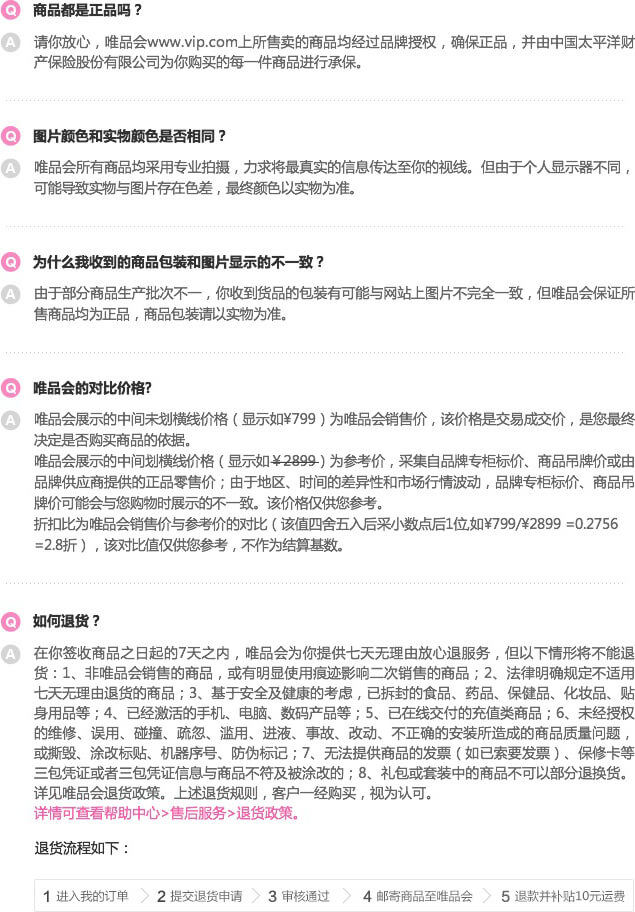 Q 商品都是正品吗？
A 请你放心，唯品会www.vip.com上所售卖的商品均经过品牌授权，确保正品，并由中国太平洋财
产保险股份有限公司为你购买的每一件商品进行承保。
Q 图片颜色和实物颜色是否相同？
A 唯品会所有商品均采用专业拍摄，力求将最真实的信息传达至你的视线。但由于个人显示器不同，
可能导致实物与图片存在色差，最终颜色以实物为准。
Q 为什么我收到的商品包装和图片显示的不一致？
A 由于部分商品生产批次不一，你收到货品的包装有可能与网站上图片不完全一致，但唯品会保证所
售商品均为正品，商品包装请以实物为准。
Q 唯品会的对比价格?
A 唯品会展示的中间未划横线价格（显示如¥799）为唯品会销售价，该价格是交易成交价，是您最终
决定是否购买商品的依据。
唯品会展示的中间划横线价格（显示如¥2899）为参考价，采集自品牌专柜标价、商品吊牌价或由
品牌供应商提供的正品零售价；由于地区、时间的差异性和市场行情波动，品牌专柜标价、商品吊
牌价可能会与您购物时展示的不一致。该价格仅供您参考。
折扣比为唯品会销售价与参考价的对比（该值四舍五入后采小数点后1位,如¥799/¥2899 =0.2756
=2.8折），该对比值仅供您参考，不作为结算基数。
Q 如何退货？
A 在你签收商品之日起的7天之内，唯品会为你提供七天无理由放心退服务，但以下情形将不能退
货：1、非唯品会销售的商品，或有明显使用痕迹影响二次销售的商品；2、法律明确规定不适用
七天无理由退货的商品；3、基于安全及健康的考虑，已拆封的食品、药品、保健品、化妆品、贴
身用品等；4、已经激活的手机、电脑、数码产品等；5、已在线交付的充值类商品；6、未经授权
的维修、误用、碰撞、疏忽、滥用、进液、事故、改动、不正确的安装所造成的商品质量问题，
或撕毁、涂改标贴、机器序号、防伪标记；7、无法提供商品的发票（如已索要发票）、保修卡等
三包凭证或者三包凭证信息与商品不符及被涂改的；8、礼包或套装中的商品不可以部分退换货。
详见唯品会退货政策。上述退货规则，客户一经购买，视为认可。
详情可查看帮助中心>售后服务>退货政策。
退货流程如下：
1 进入我的订单 2 提交退货申请 3 审核通过 4 邮寄商品至唯品会 5 退款并补贴10元运费